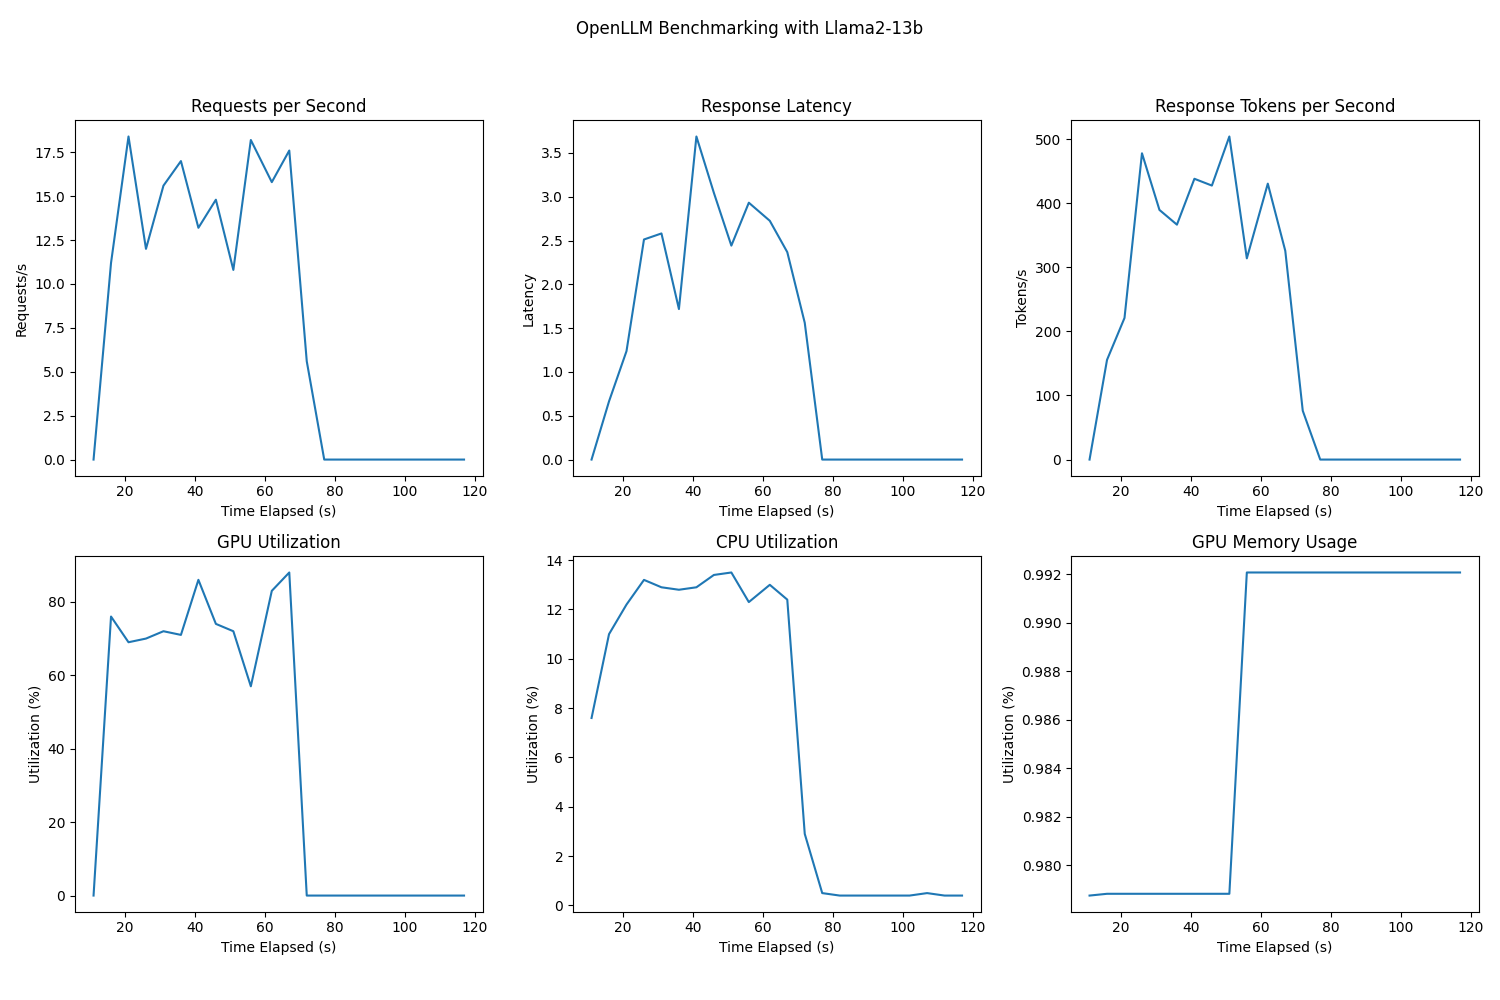 OpenLLM Benchmarking with Llama2-13b
Requests per Second
Requests/s
17.5
15.0
12.5
10.0
7.5
5.0
2.5
0.0
20 40 60 80 100 120
Time Elapsed (s)
Response Latency
Latency
3.5
3.0
2.5
2.0
1.5
1.0
0.5
0.0
20 40 60 80 100 120
Time Elapsed (s)
Response Tokens per Second
Tokens/s
500
400
300
200
100
0
20 40 60 80 100 120
Time Elapsed (s)
GPU Utilization
Utilization (%)
80
60
40
20
0
20 40 60 80 100 120
Time Elapsed (s)
CPU Utilization
Utilization (%)
14
12
10
8
6
4
2
0
20 40 60 80 100 120
Time Elapsed (s)
GPU Memory Usage
Utilization (%)
0.992
0.990
0.988
0.986
0.984
0.982
0.980
20 40 60 80 100 120
Time Elapsed (s)